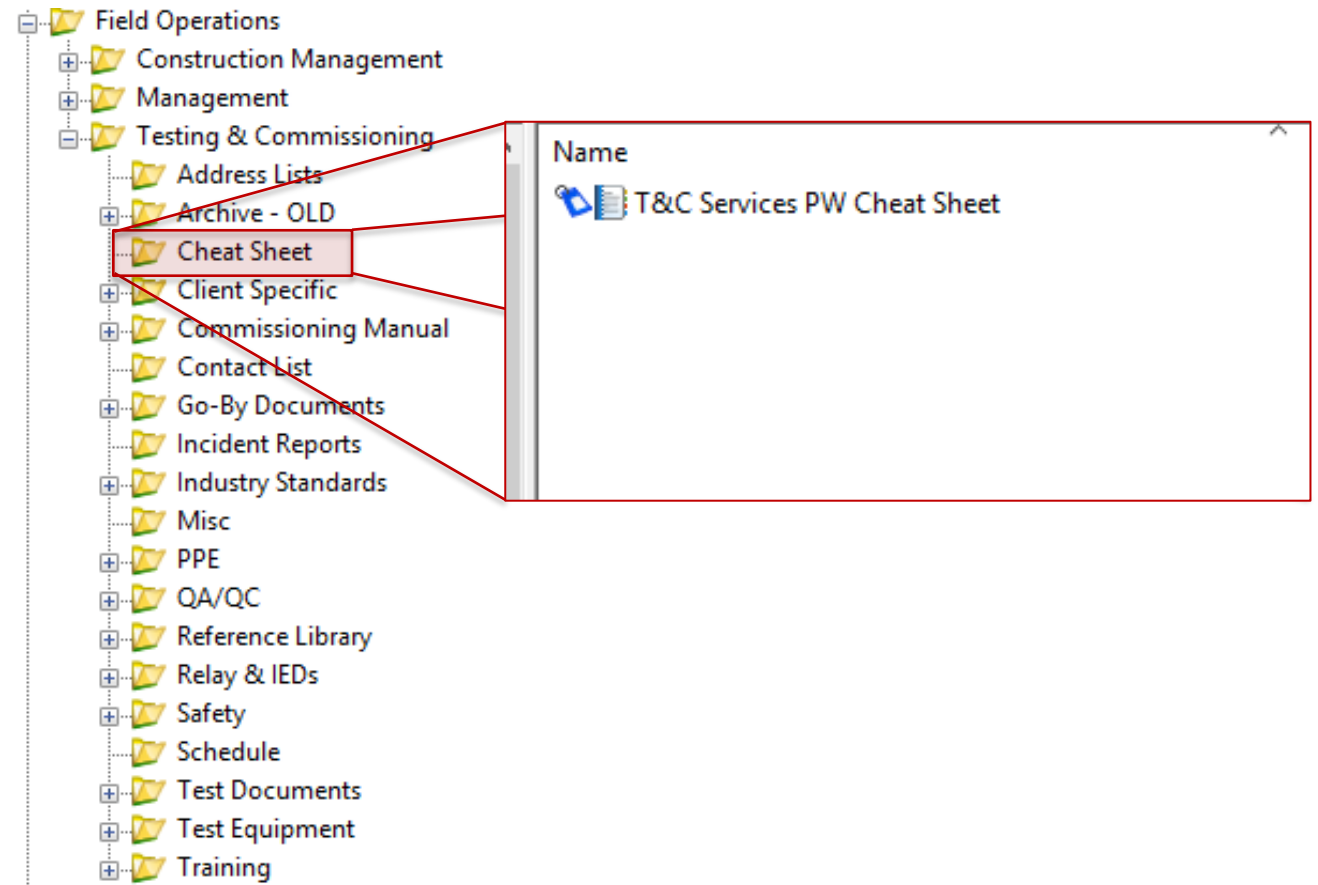 Field Operations
Construction Management
Management
Testing & Commissioning
Address Lists
Archive - OLD
Cheat Sheet
Client Specific
Commissioning Manual
Contact List
Go-By Documents
Incident Reports
Industry Standards
Misc
PPE
QA/QC
Reference Library
Relay & IEDs
Safety
Schedule
Test Documents
Test Equipment
Training
Name
T&C Services PW Cheat Sheet